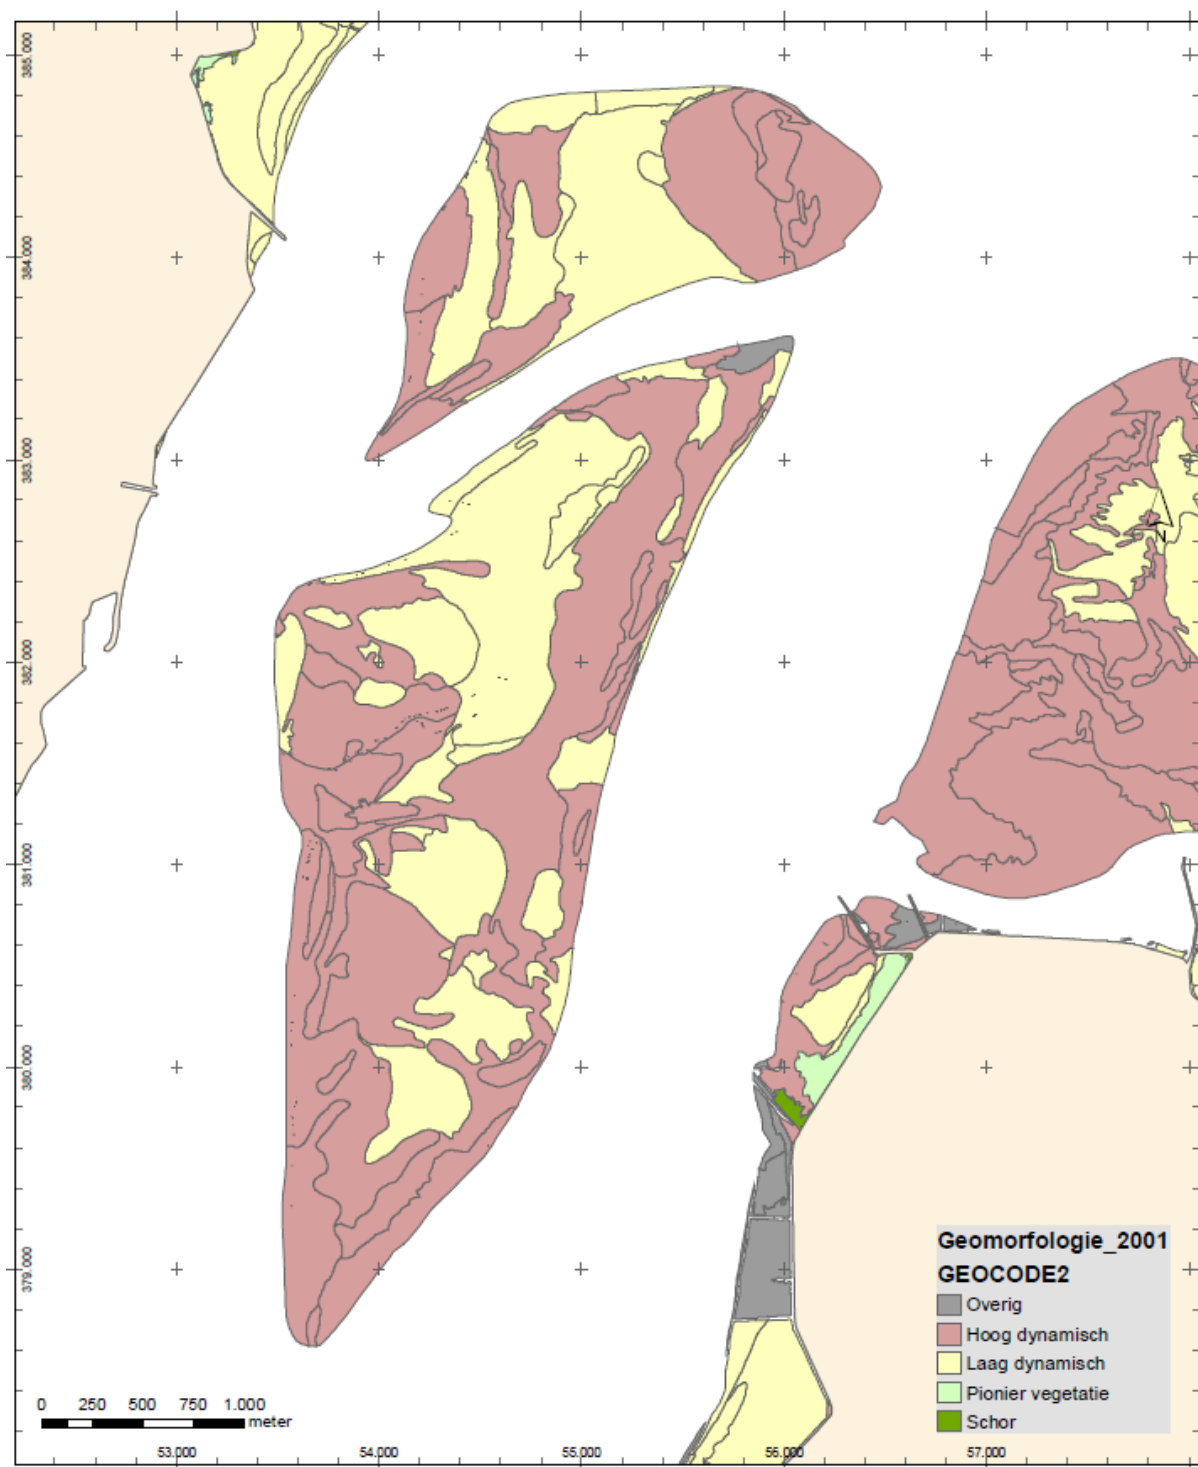 385.000
384.000
383.000
N
382.000
381.000
380.000
379.000
Geomorfologie_2001
GEOCODE2
Overig
Hoog dynamisch
Laag dynamisch
Pionier vegetatie
Schor
0 250 500 750 1.000
meter
53.000 54.000 55.000 56.000 57.000